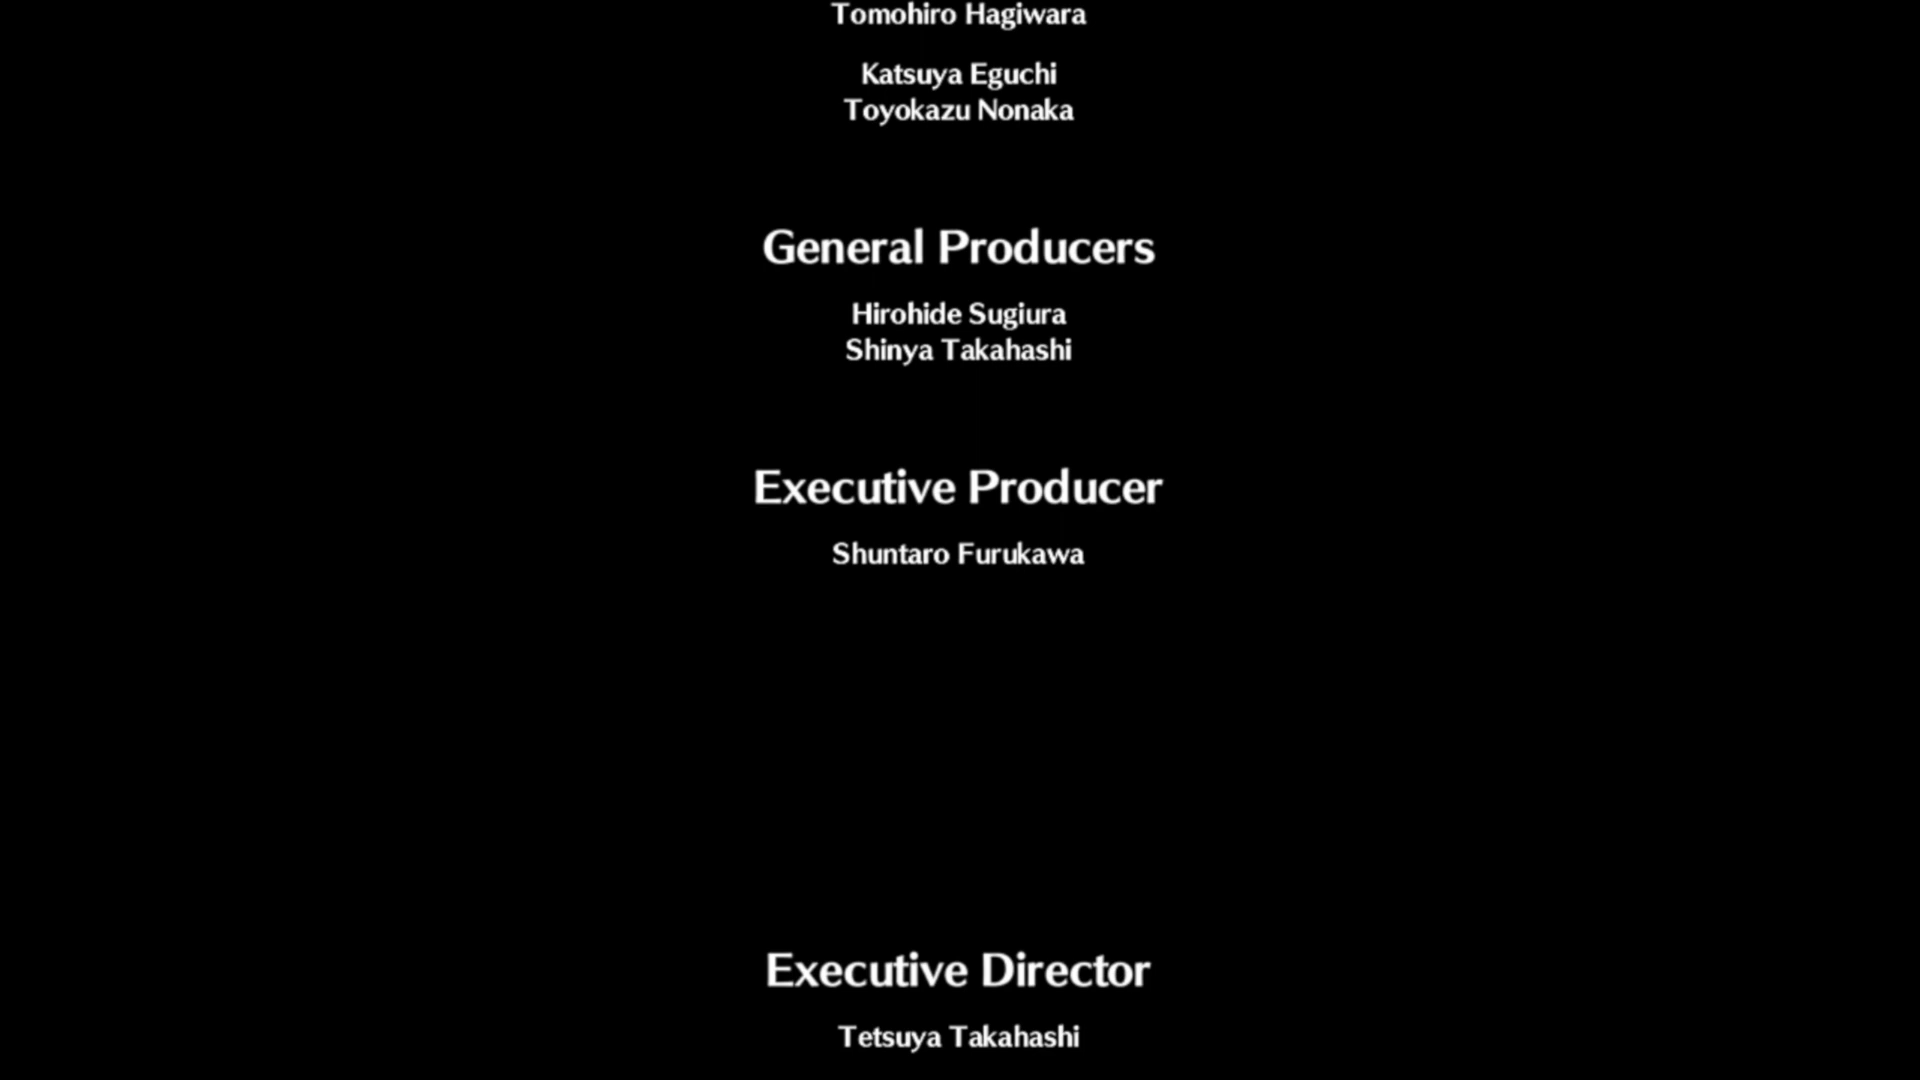 Tomohiro Hagiwara
Katsuya Eguchi
Toyokazu Nonaka
General Producers
Hirohide Sugiura
Shinya Takahashi
Executive Producer
Shuntaro Furukawa
Executive Director
Tetsuya Takahashi